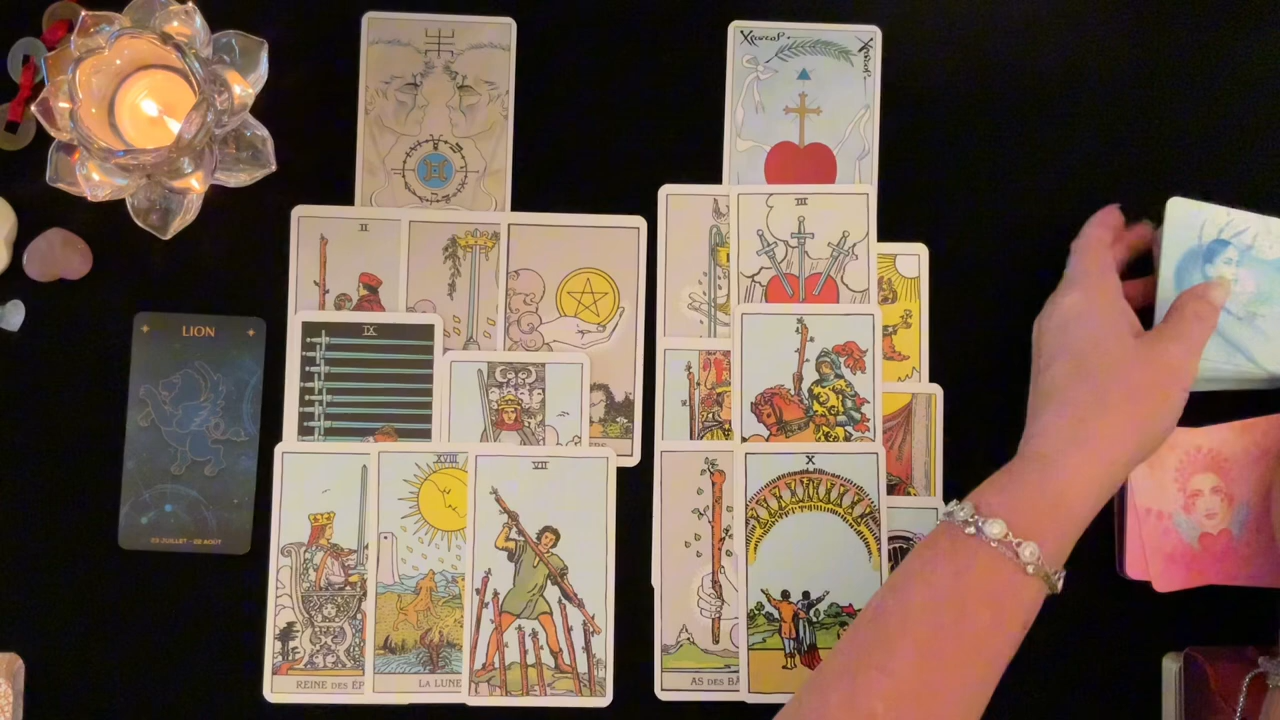 LION
23 JUILLET - 22 AOÛT
II
IX
REINE DES ÉP
XVIII
LA LUNE
VII
III
AS DES BÂ
X